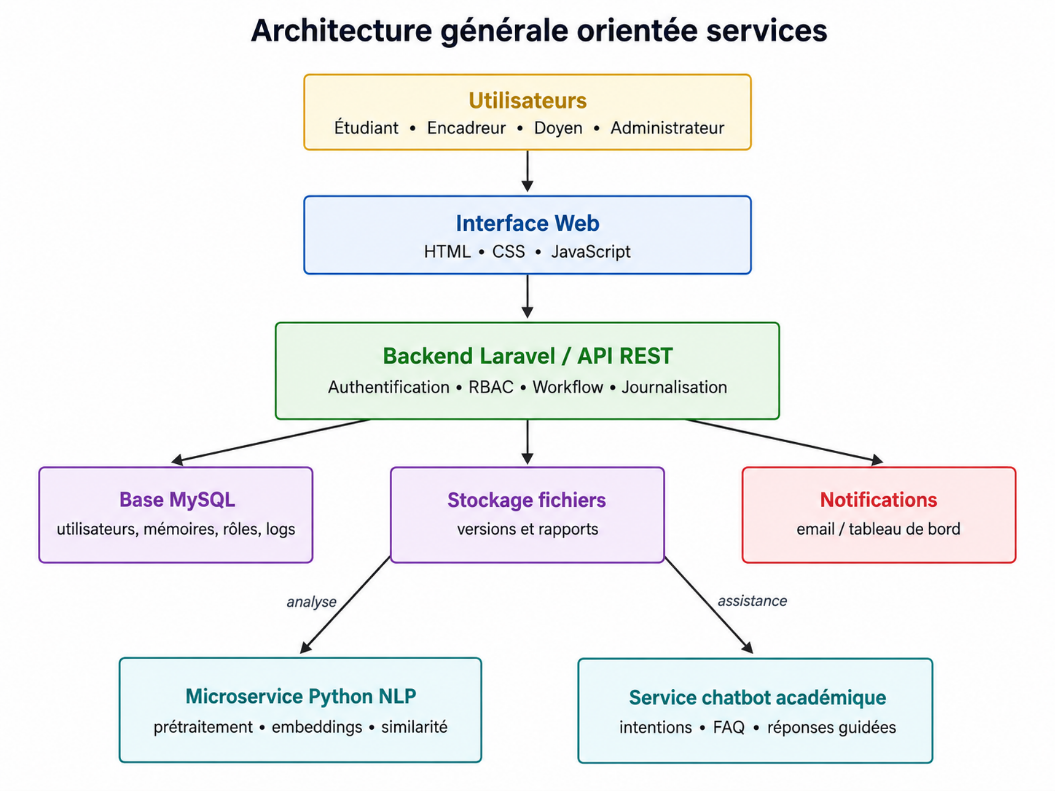 Architecture générale orientée services
Utilisateurs
Étudiant • Encadreur • Doyen • Administrateur
Interface Web
HTML • CSS • JavaScript
Backend Laravel / API REST
Authentification • RBAC • Workflow • Journalisation
Base MySQL
utilisateurs, mémoires, rôles, logs
Stockage fichiers
versions et rapports
Notifications
email / tableau de bord
analyse
assistance
Microservice Python NLP
prétraitement • embeddings • similarité
Service chatbot académique
intentions • FAQ • réponses guidées